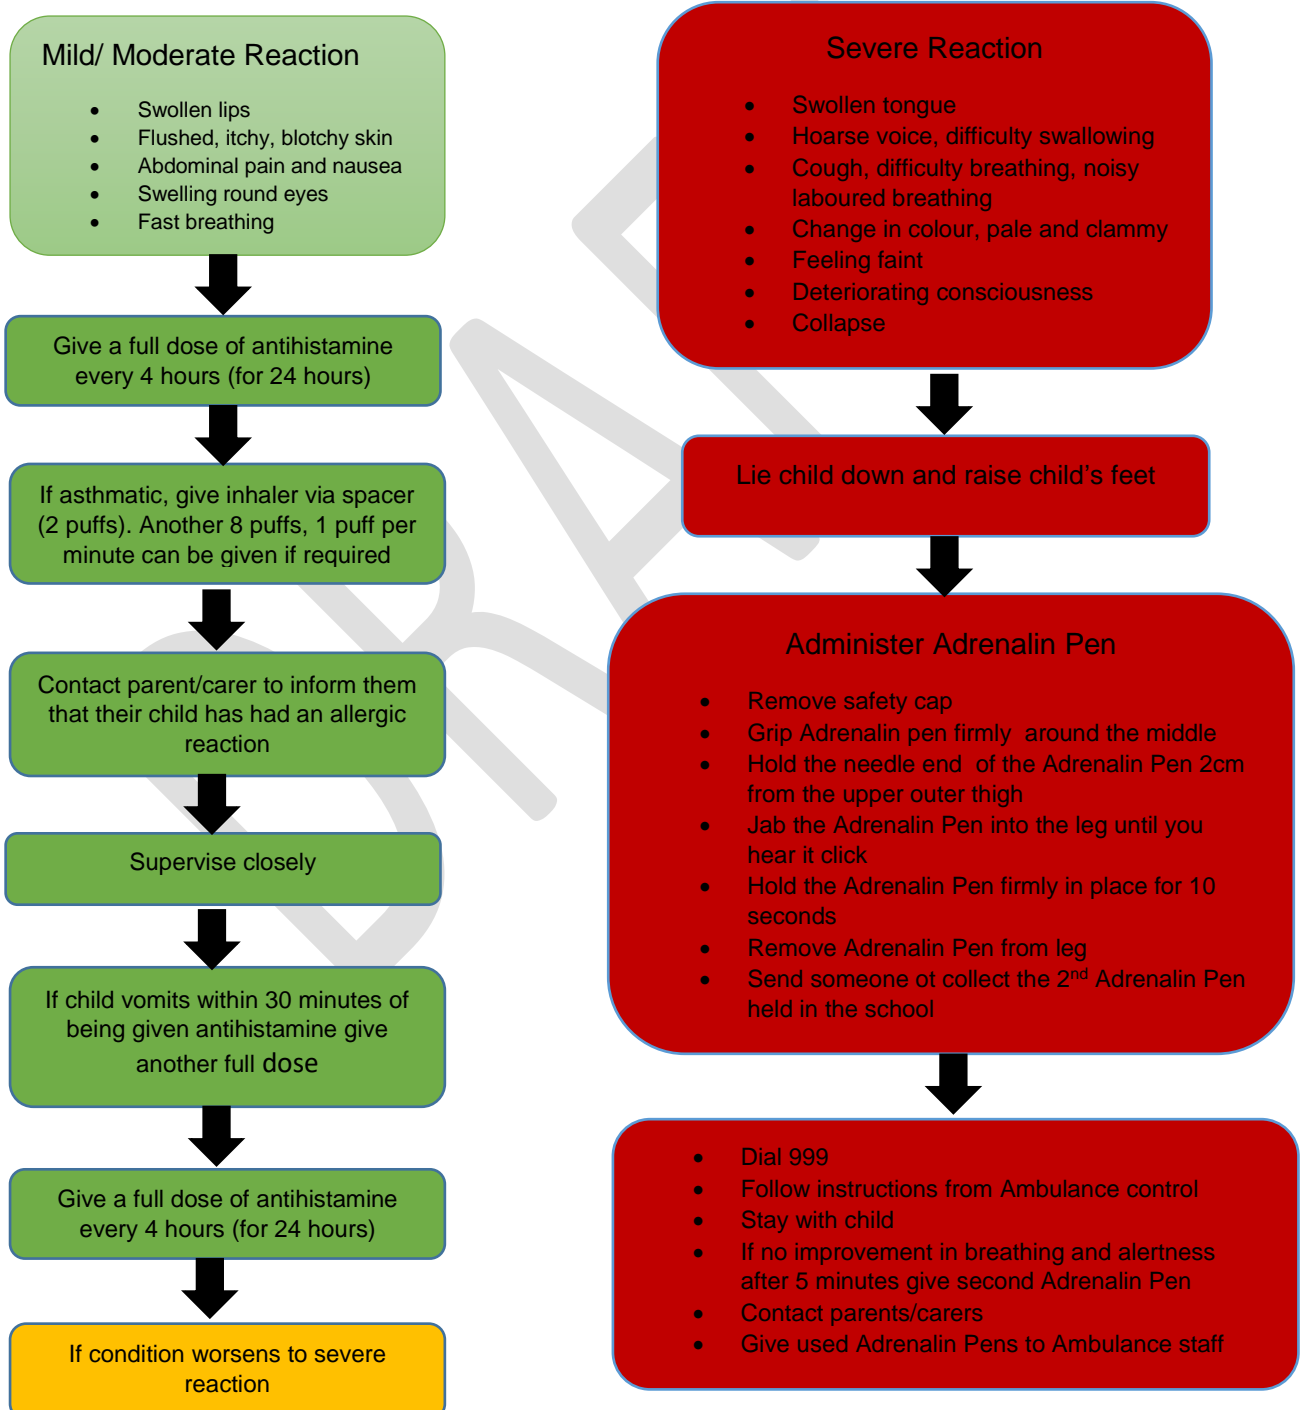 Mild/ Moderate Reaction
• Swollen lips
• Flushed, itchy, blotchy skin
• Abdominal pain and nausea
• Swelling round eyes
• Fast breathing
Give a full dose of antihistamine
every 4 hours (for 24 hours)
If asthmatic, give inhaler via spacer
(2 puffs). Another 8 puffs, 1 puff per
minute can be given if required
Contact parent/carer to inform them
that their child has had an allergic
reaction
Supervise closely
If child vomits within 30 minutes of
being given antihistamine give
another full dose
Give a full dose of antihistamine
every 4 hours (for 24 hours)
If condition worsens to severe
reaction
Severe Reaction
• Swollen tongue
• Hoarse voice, difficulty swallowing
• Cough, difficulty breathing, noisy
laboured breathing
• Change in colour, pale and clammy
• Feeling faint
• Deteriorating consciousness
• Collapse
Lie child down and raise child's feet
Administer Adrenalin Pen
• Remove safety cap
• Grip Adrenalin pen firmly around the middle
• Hold the needle end of the Adrenalin Pen 2cm
from the upper outer thigh
• Jab the Adrenalin Pen into the leg until you
hear it click
• Hold the Adrenalin Pen firmly in place for 10
seconds
• Remove Adrenalin Pen from leg
• Send someone ot collect the 2nd Adrenalin Pen
held in the school
• Dial 999
• Follow instructions from Ambulance control
• Stay with child
• If no improvement in breathing and alertness
after 5 minutes give second Adrenalin Pen
• Contact parents/carers
• Give used Adrenalin Pens to Ambulance staff
DRAF